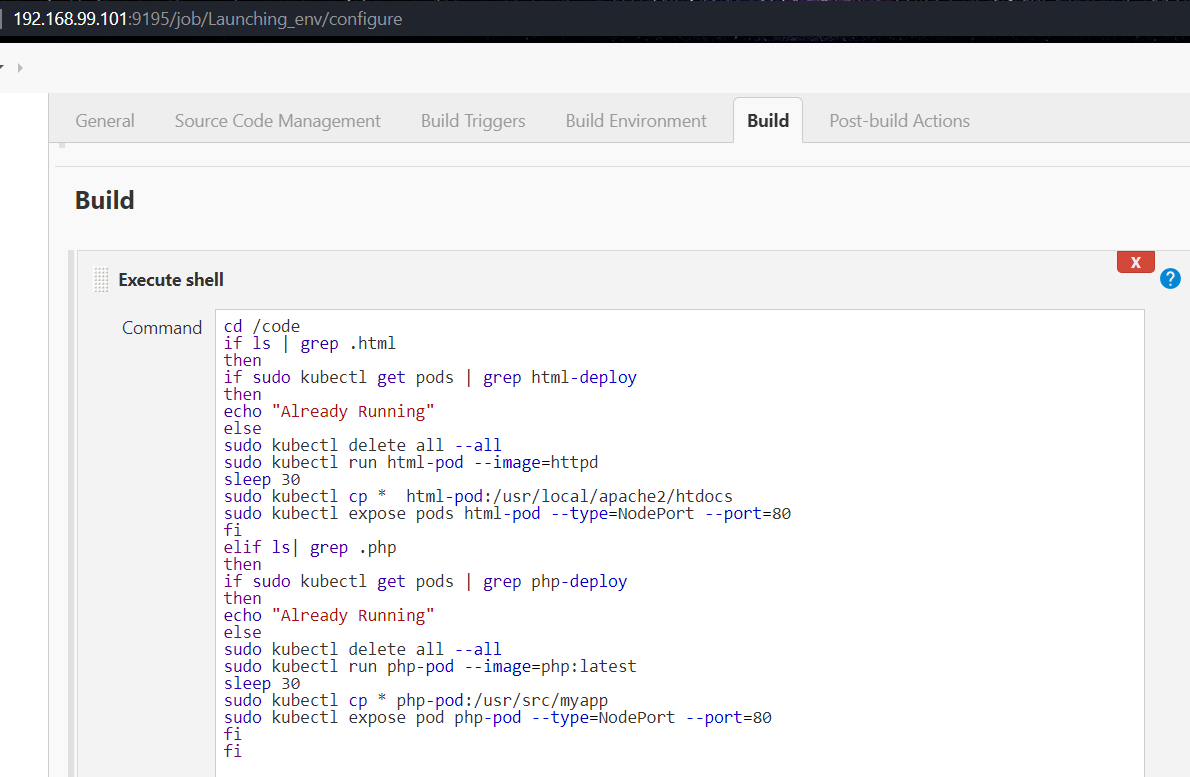 192.168.99.101:9195/job/Launching_env/configure
General Source Code Management Build Triggers Build Environment Build Post-build Actions
Build
X
Execute shell
?
Command
cd /code
if ls | grep .html
then
if sudo kubectl get pods | grep html-deploy
then
echo "Already Running"
else
sudo kubectl delete all --all
sudo kubectl run html-pod --image=httpd
sleep 30
sudo kubectl cp *  html-pod:/usr/local/apache2/htdocs
sudo kubectl expose pods html-pod --type=NodePort --port=80
fi
elif ls| grep .php
then
if sudo kubectl get pods | grep php-deploy
then
echo "Already Running"
else
sudo kubectl delete all --all
sudo kubectl run php-pod --image=php:latest
sleep 30
sudo kubectl cp * php-pod:/usr/src/myapp
sudo kubectl expose pod php-pod --type=NodePort --port=80
fi
fi